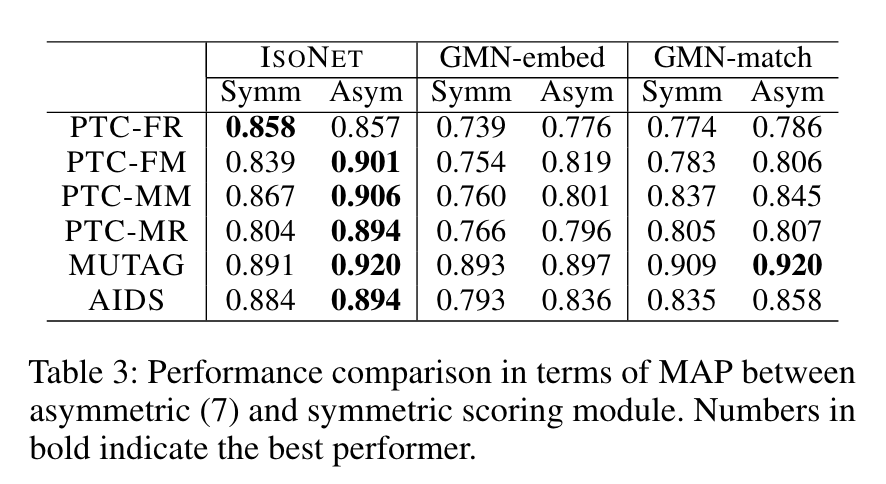 ISONET GMN-embed GMN-match
Symm Asym Symm Asym Symm Asym
PTC-FR 0.858 0.857 0.739 0.776 0.774 0.786
PTC-FM 0.839 0.901 0.754 0.819 0.783 0.806
PTC-MM 0.867 0.906 0.760 0.801 0.837 0.845
PTC-MR 0.804 0.894 0.766 0.796 0.805 0.807
MUTAG 0.891 0.920 0.893 0.897 0.909 0.920
AIDS 0.884 0.894 0.793 0.836 0.835 0.858
Table 3: Performance comparison in terms of MAP between
asymmetric (7) and symmetric scoring module. Numbers in
bold indicate the best performer.